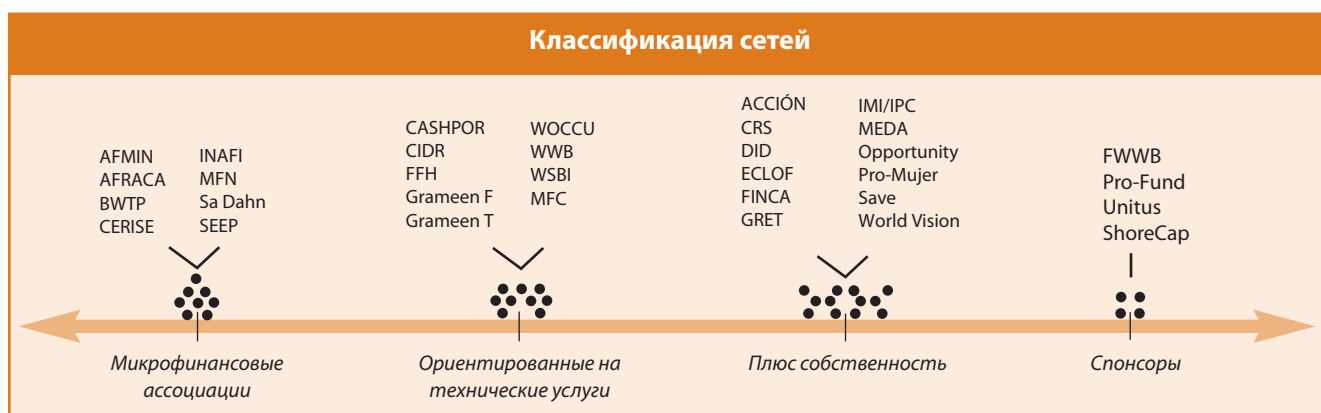 Классификация сетей
AFMIN
AFRACA
BWTP
CERISE
INAFI
MFN
Sa Dahn
SEEP
CASHPOR
CIDR
FFH
Grameen F
Grameen T
WOCCU
WWB
WSBI
MFC
ACCIÓN
CRS
DID
ECLOF
FINCA
GRET
IMI/IPC
MEDA
Opportunity
Pro-Mujer
Save
World Vision
FWWB
Pro-Fund
Unitus
ShoreCap
Микрофинансовые
ассоциации
Ориентированные на
технические услуги
Плюс собственность
Спонсоры